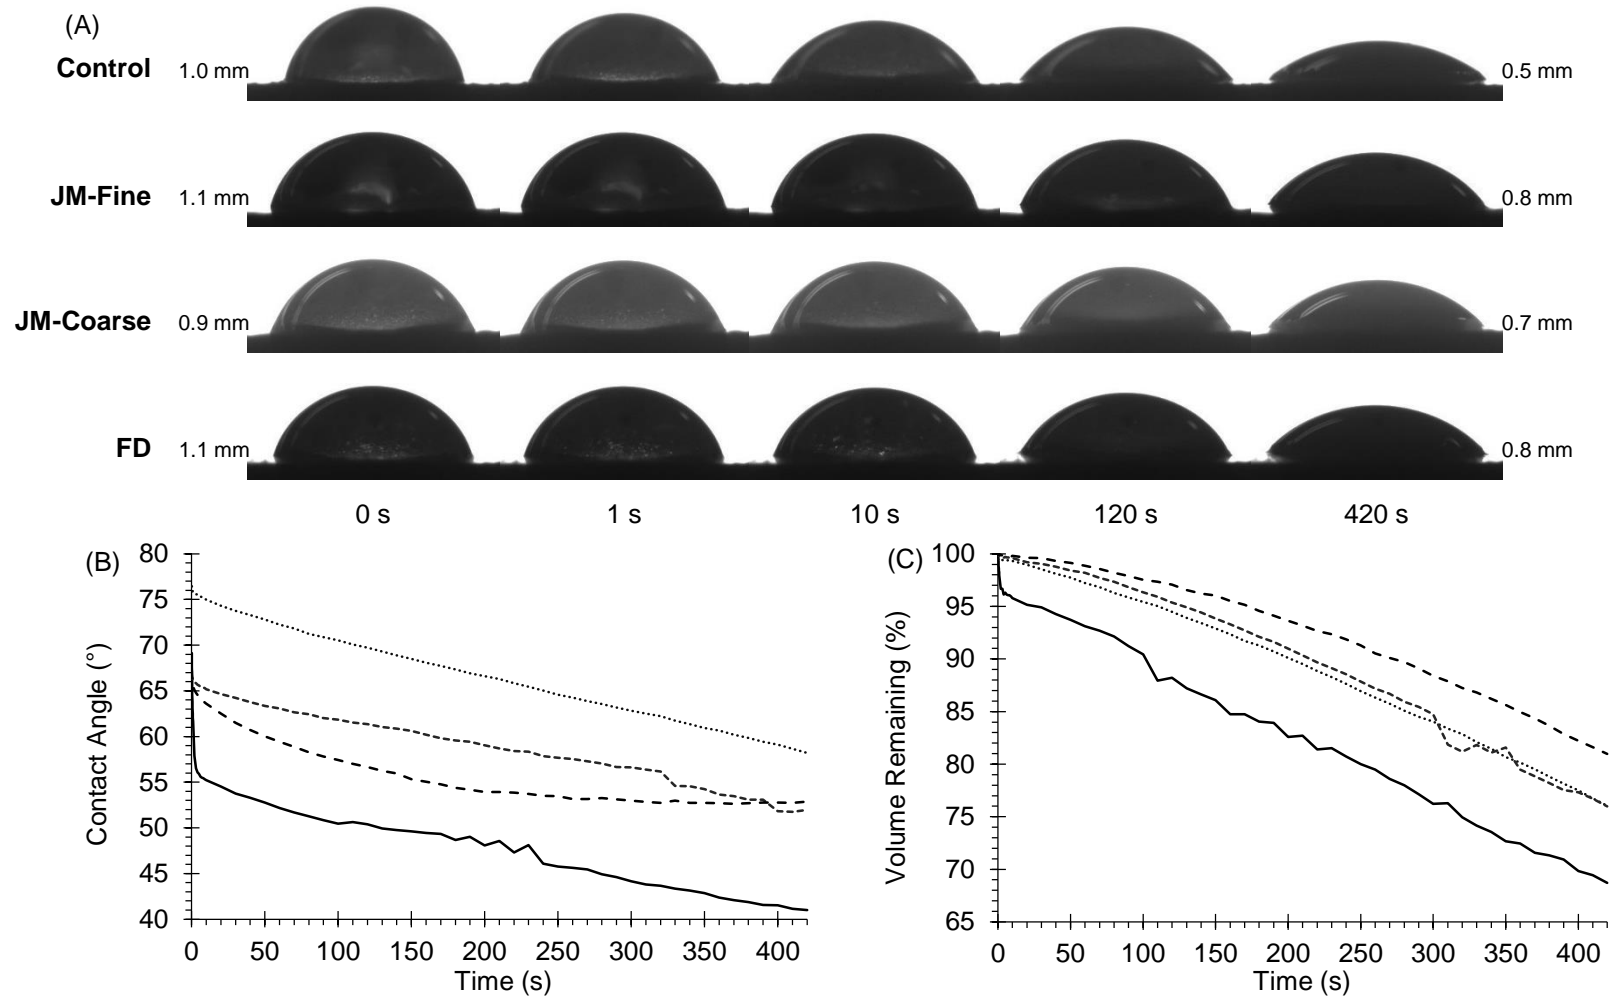 (A)
Control 1.0 mm 0.5 mm
JM-Fine 1.1 mm 0.8 mm
JM-Coarse 0.9 mm 0.7 mm
FD 1.1 mm 0.8 mm
0 s 1 s 10 s 120 s 420 s
(B)
80
75
70
65
60
55
50
45
40
Contact Angle (°)
0 50 100 150 200 250 300 350 400
Time (s)
(C)
100
95
90
85
80
75
70
65
Volume Remaining (%)
0 50 100 150 200 250 300 350 400
Time (s)